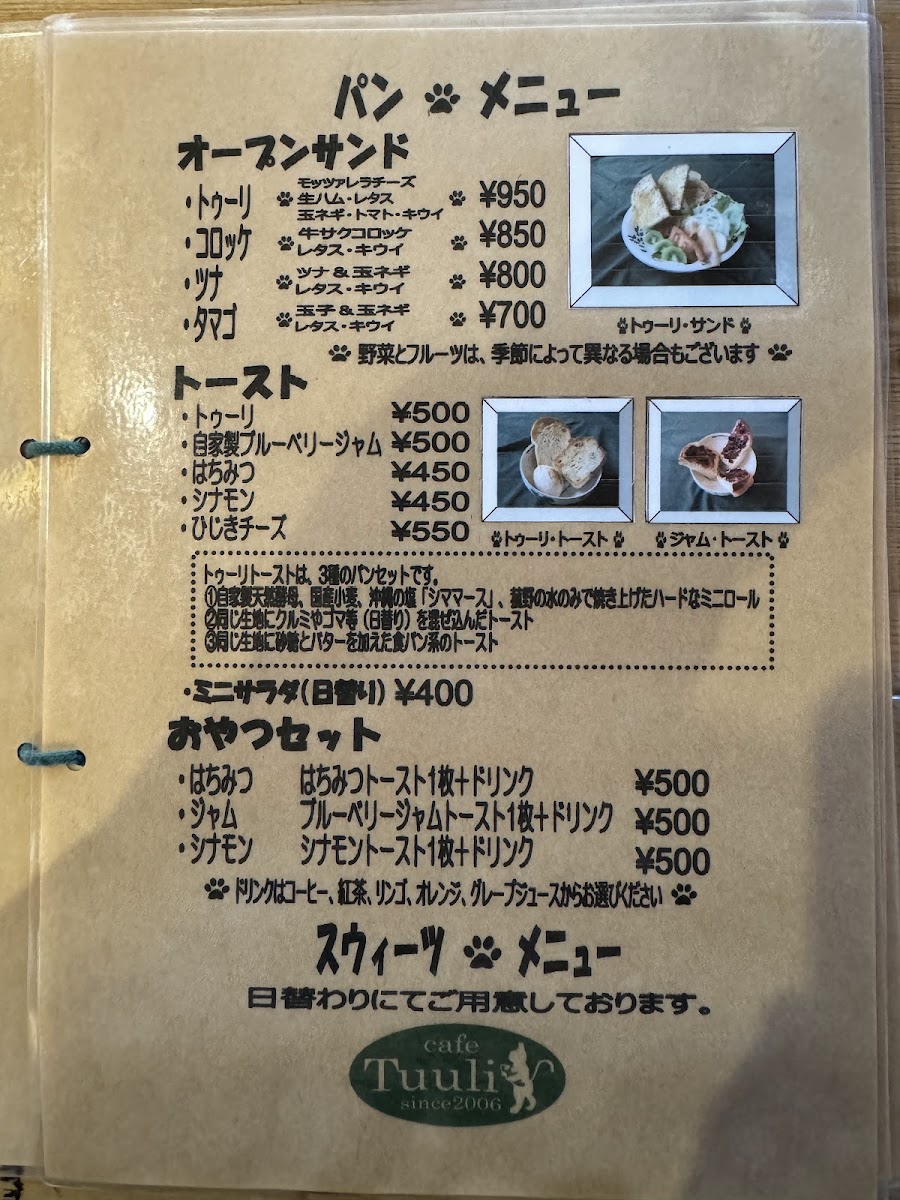 パン メニュー
オープンサンド
・トゥーリ モッツァレラチーズ 生ハム・レタス 玉ネギ・トマト・キウイ ¥950
・コロッケ 牛サクコロッケ レタス・キウイ ¥850
・ツナ ツナ&玉ネギ レタス・キウイ ¥800
・タマゴ 玉子&玉ネギ レタス・キウイ ¥700
トゥーリ・サンド
野菜とフルーツは、季節によって異なる場合もございます
トースト
・トゥーリ ¥500
・自家製ブルーベリージャム ¥500
・はちみつ ¥450
・シナモン ¥450
・ひじきチーズ ¥550
トゥーリ・トースト
ジャム・トースト
トゥーリトーストは、3種のパンセットです。
①自家製天然酵母、国産小麦、沖縄の塩「シママース」、菰野の水のみで焼き上げたハードなミニロール
②同じ生地にクルミやゴマ等(日替り)を混ぜ込んだトースト
③同じ生地に砂糖とバターを加えた食パン系のトースト
・ミニサラダ(日替り) ¥400
おやつセット
・はちみつ はちみつトースト1枚+ドリンク ¥500
・ジャム ブルーベリージャムトースト1枚+ドリンク ¥500
・シナモン シナモントースト1枚+ドリンク ¥500
ドリンクはコーヒー、紅茶、リンゴ、オレンジ、グレープジュースからお選びください
スウィーツ メニュー
日替わりにてご用意しております。
cafe
Tuuli
since2006